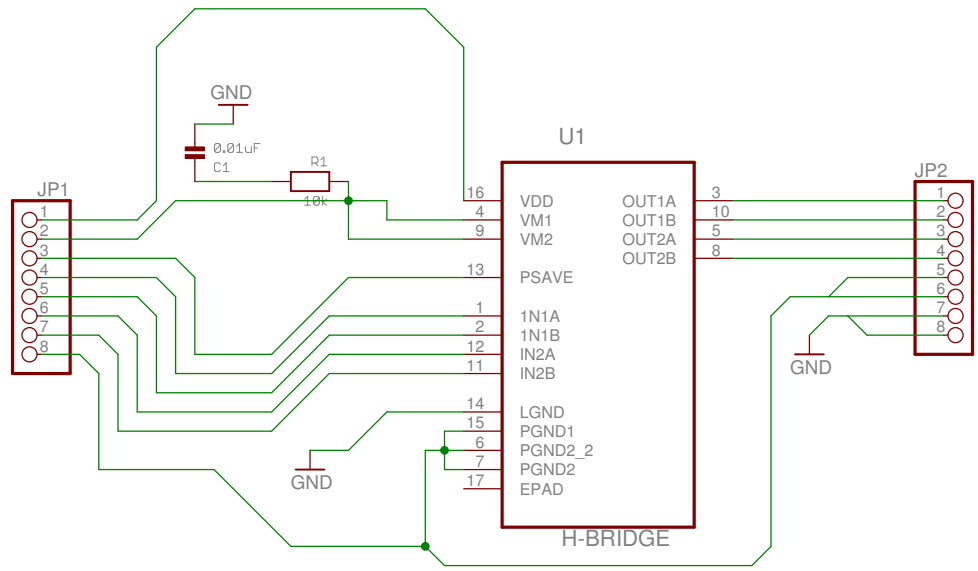 GND
U1
0.01uF
C1
R1
10k
JP1
1
2
3
4
5
6
7
8
16 VDD
4 VM1
9 VM2
13 PSAVE
1 1N1A
2 1N1B
12 IN2A
11 IN2B
14 LGND
15 PGND1
6 PGND2_2
7 PGND2
17 EPAD
OUT1A 3
OUT1B 10
OUT2A 5
OUT2B 8
JP2
1
2
3
4
5
6
7
8
GND
GND
H-BRIDGE